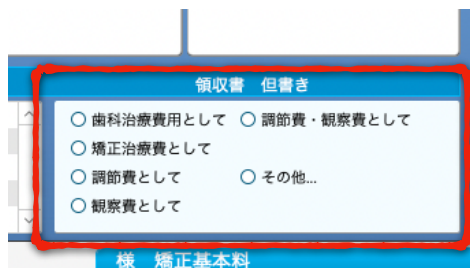 領収書 但書き
歯科治療費用として 調節費・観察費として
矯正治療費として
調節費として その他...
観察費として
様 矯正基本料